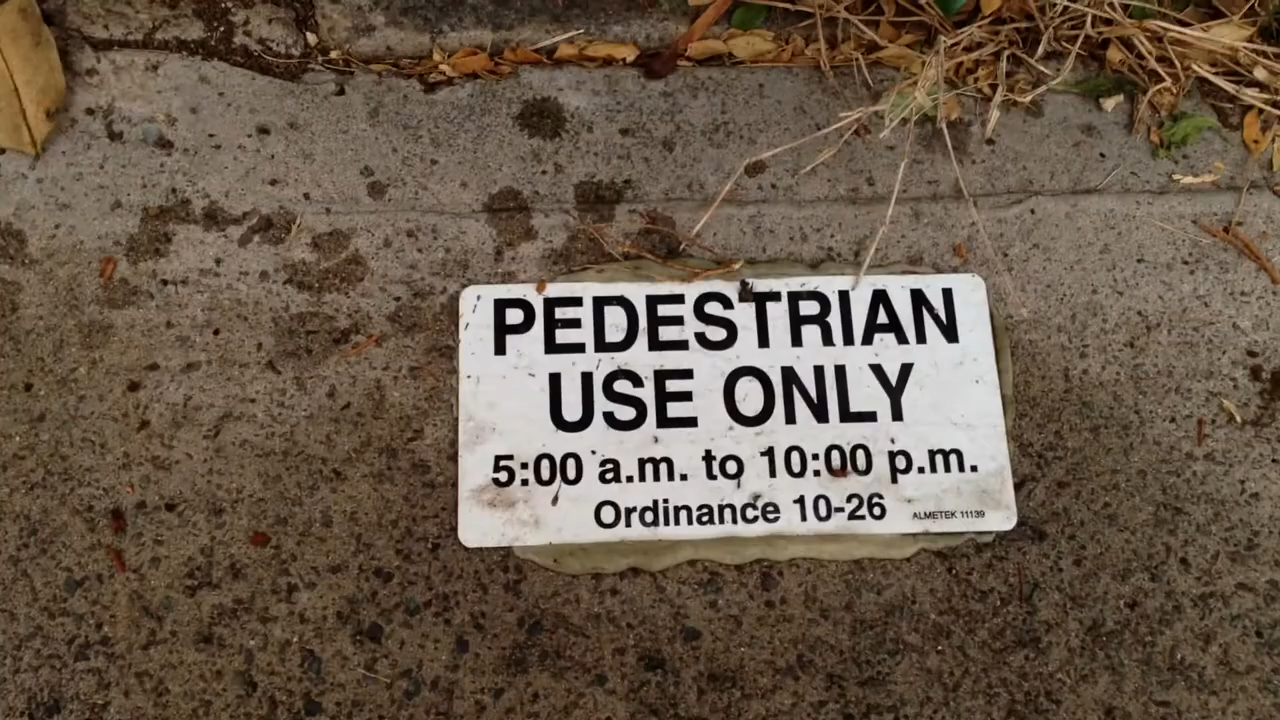 PEDESTRIAN
USE ONLY
5:00 a.m. to 10:00 p.m.
Ordinance 10-26
ALMETEK 11139